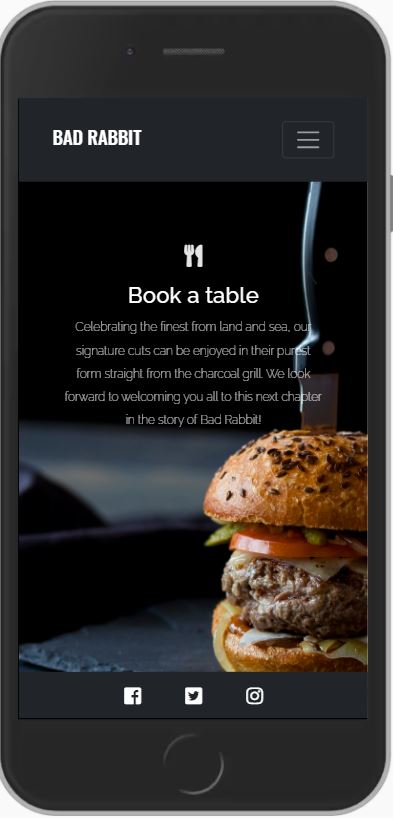 BAD RABBIT
Book a table
Celebrating the finest from land and sea, our
signature cuts can be enjoyed in their purest
form straight from the charcoal grill. We look
forward to welcoming you all to this next chapter
in the story of Bad Rabbit!